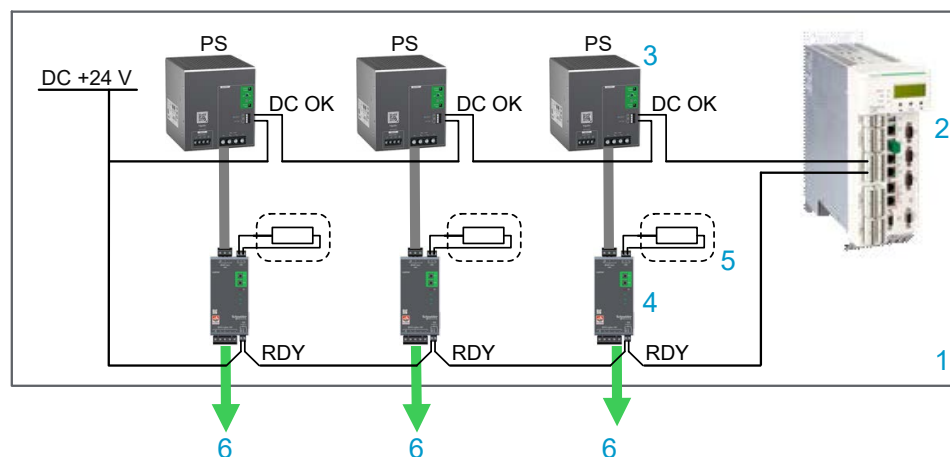 PS PS PS 3
DC +24 V
DC OK DC OK DC OK
2
5
4
RDY RDY RDY
1
6 6 6